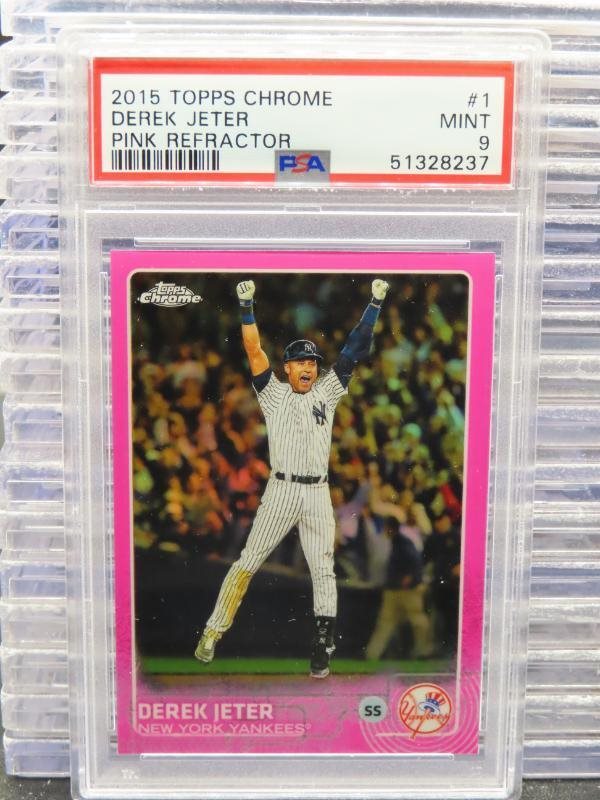 2015 TOPPS CHROME #1
DEREK JETER MINT
PINK REFRACTOR 9
PSA 51328237
Topps
Chrome
NY
NY
DEREK JETER SS
NEW YORK YANKEES
Yankees